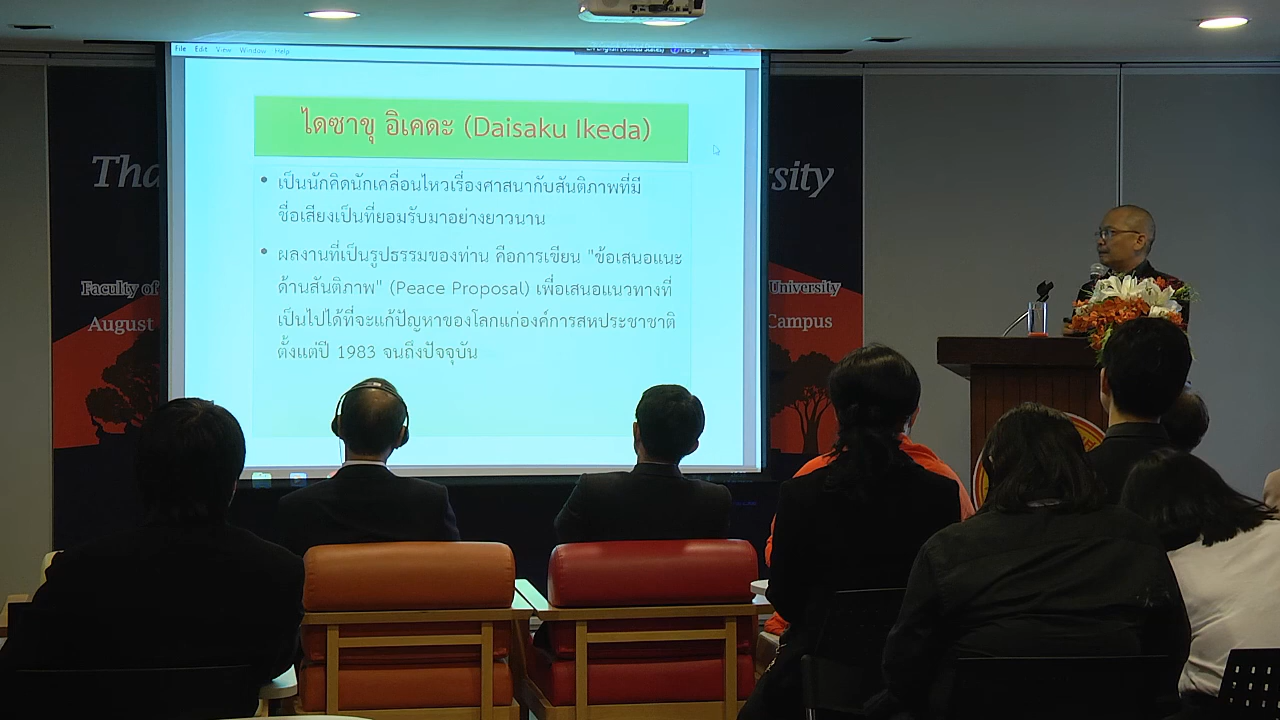 File Edit View Window Help
EN English (United States) Help
ไดซาขุ อิเคดะ (Daisaku Ikeda)
• เป็นนักคิดนักเคลื่อนไหวเรื่องศาสนากับสันติภาพที่มี
ชื่อเสียงเป็นที่ยอมรับมาอย่างยาวนาน
• ผลงานที่เป็นรูปธรรมของท่าน คือการเขียน "ข้อเสนอแนะ
ด้านสันติภาพ" (Peace Proposal) เพื่อเสนอแนวทางที่
เป็นไปได้ที่จะแก้ปัญหาของโลกแก่องค์การสหประชาชาติ
ตั้งแต่ปี 1983 จนถึงปัจจุบัน
Faculty of
University
August
Campus